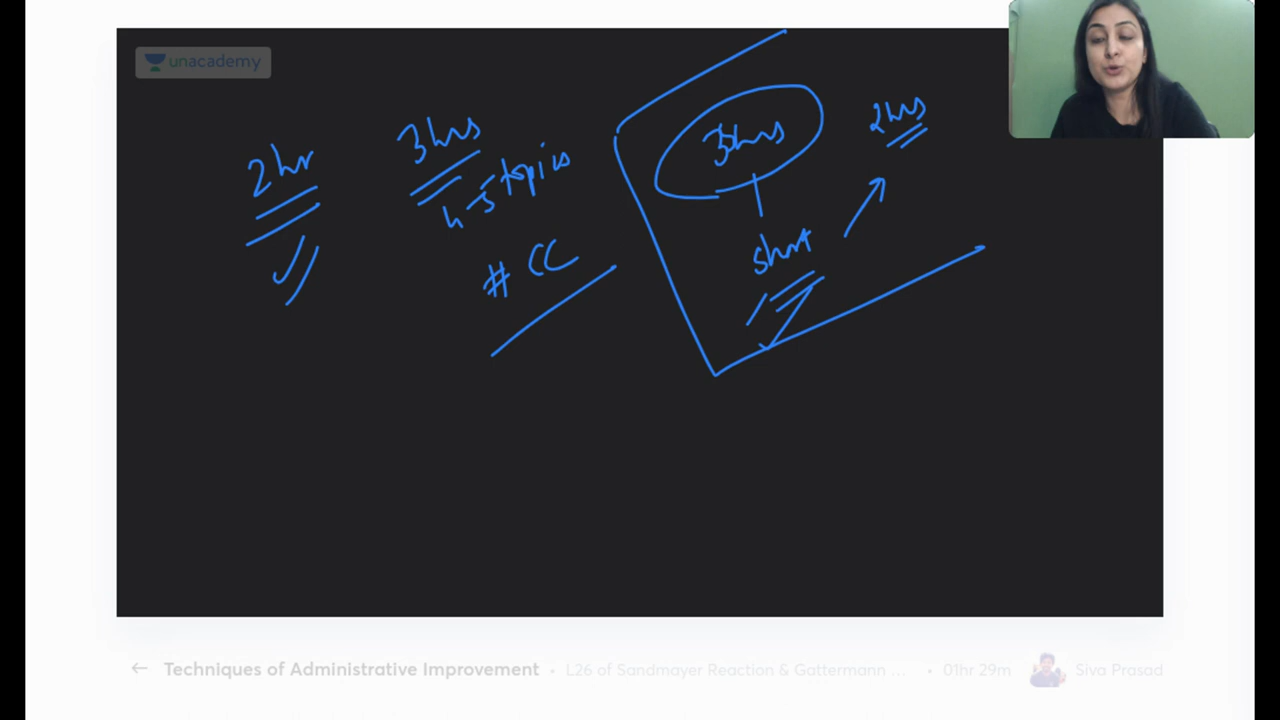 unacademy
2hr
3hrs
4-5 topics
# CC
3hrs
short
2hrs
← Techniques of Administrative Improvement • L26 of Sandmayer Reaction & Gattermann ... • 01hr 29m Siva Prasad